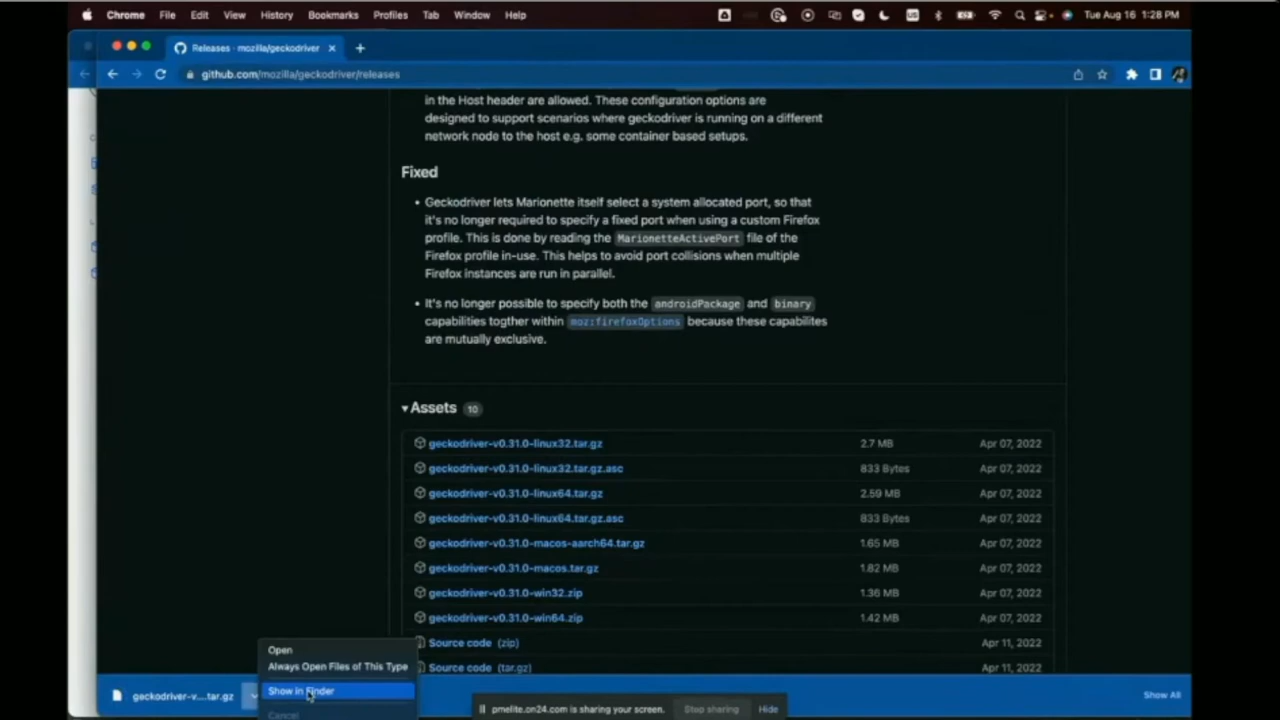 Chrome File Edit View History Bookmarks Profiles Tab Window Help Tue Aug 16 1:28 PM
Releases · mozilla/geckodriver
github.com/mozilla/geckodriver/releases
in the Host header are allowed. These configuration options are
designed to support scenarios where geckodriver is running on a different
network node to the host e.g. some container based setups.
Fixed
• Geckodriver lets Marionette itself select a system allocated port, so that
it's no longer required to specify a fixed port when using a custom Firefox
profile. This is done by reading the MarionetteActivePort file of the
Firefox profile in-use. This helps to avoid port collisions when multiple
Firefox instances are run in parallel.
• It's no longer possible to specify both the androidPackage and binary
capabilities togther within moz:firefoxOptions because these capabilites
are mutually exclusive.
Assets 10
geckodriver-v0.31.0-linux32.tar.gz 2.7 MB Apr 07, 2022
geckodriver-v0.31.0-linux32.tar.gz.asc 833 Bytes Apr 07, 2022
geckodriver-v0.31.0-linux64.tar.gz 2.59 MB Apr 07, 2022
geckodriver-v0.31.0-linux64.tar.gz.asc 833 Bytes Apr 07, 2022
geckodriver-v0.31.0-macos-aarch64.tar.gz 1.65 MB Apr 07, 2022
geckodriver-v0.31.0-macos.tar.gz 1.82 MB Apr 07, 2022
geckodriver-v0.31.0-win32.zip 1.36 MB Apr 07, 2022
geckodriver-v0.31.0-win64.zip 1.42 MB Apr 07, 2022
Source code (zip) Apr 11, 2022
Source code (tar.gz) Apr 11, 2022
Open
Always Open Files of This Type
Show in Finder
Cancel
geckodriver-v....tar.gz
pmelite.on24.com is sharing your screen. Stop sharing Hide
Show All